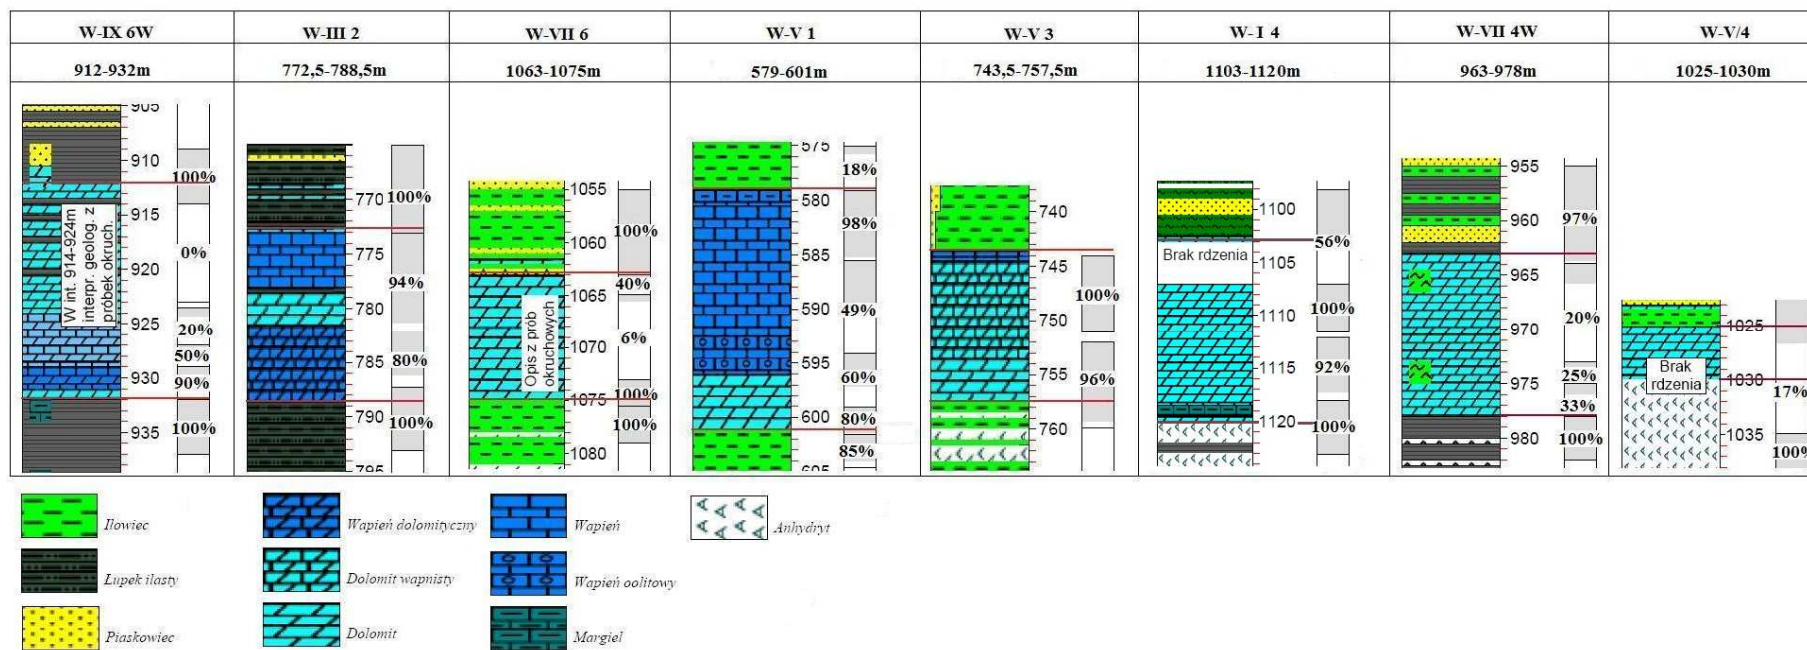 W-IX 6W
W-III 2
W-VII 6
W-V 1
W-V 3
W- I 4
W-VII 4W
W-V/4
912-932m
772,5-788,5m
1063-1075m
579-601m
743,5-757,5m
1103-1120m
963-978m
1025-1030m
905
910
915
920
925
930
935
W int. 914-924m
interpr. geolog. z
próbek okruch.
100%
0%
20%
50%
90%
100%
770
775
780
785
790
795
100%
94%
80%
100%
1055
1060
1065
1070
1075
1080
Opis z prób
okruchowych
100%
40%
6%
100%
100%
575
580
585
590
595
600
605
18%
98%
49%
60%
80%
85%
740
745
750
755
760
100%
96%
1100
Brak rdzenia
1105
1110
1115
1120
56%
100%
92%
100%
955
960
965
970
975
980
97%
20%
25%
33%
100%
1025
Brak
rdzenia
1030
1035
17%
100%
Iłowiec
Łupek ilasty
Piaskowiec
Wapień dolomityczny
Dolomit wapnisty
Dolomit
Wapień
Wapień oolitowy
Margiel
Anhydryt